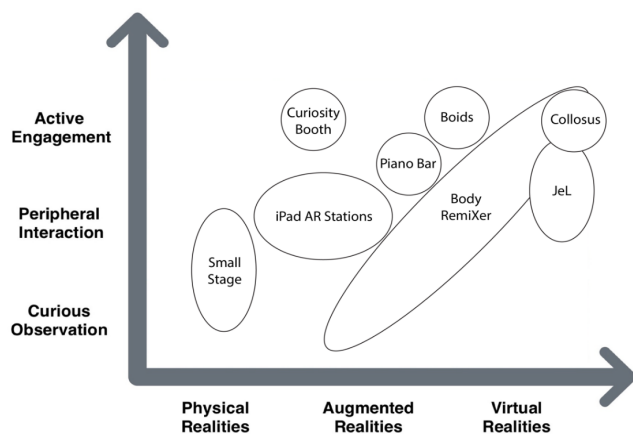 Active
Engagement
Peripheral
Interaction
Curious
Observation
Curiosity
Booth
Boids
Collosus
Piano Bar
iPad AR Stations
Body
RemiXer
JeL
Small
Stage
Physical
Realities
Augmented
Realities
Virtual
Realities